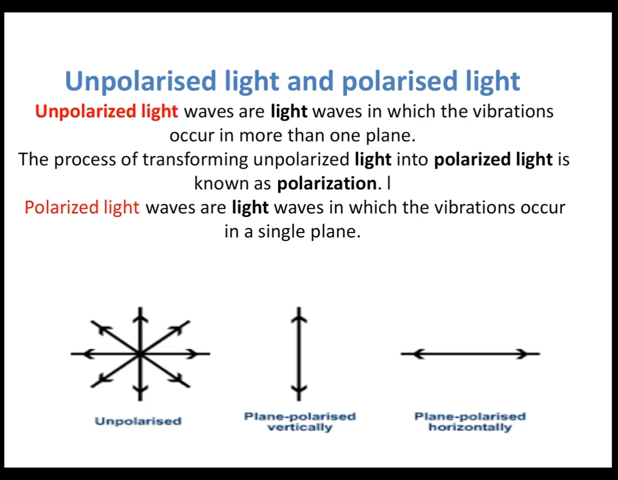 Unpolarised light and polarised light
Unpolarized light waves are light waves in which the vibrations
occur in more than one plane.
The process of transforming unpolarized light into polarized light is
known as polarization. l
Polarized light waves are light waves in which the vibrations occur
in a single plane.
Unpolarised
Plane-polarised
vertically
Plane-polarised
horizontally